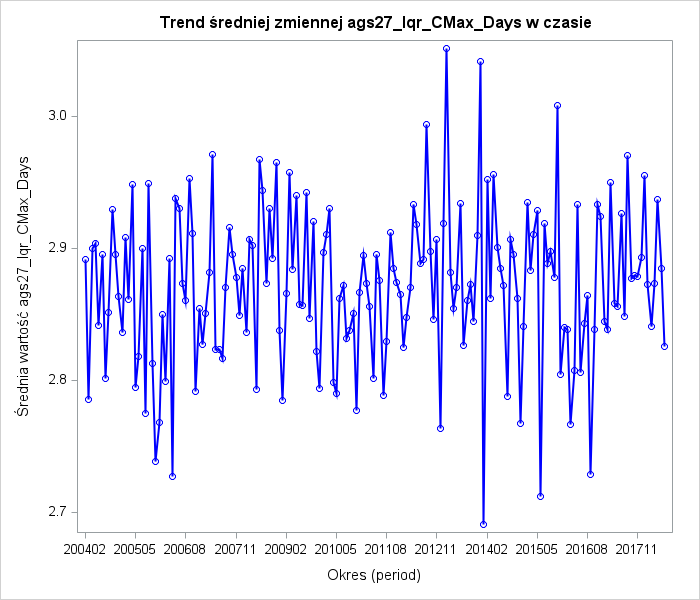 Trend średniej zmiennej ags27_Iqr_CMax_Days w czasie
Średnia wartość ags27_Iqr_CMax_Days
3.0
2.9
2.8
2.7
200402 200505 200608 200711 200902 201005 201108 201211 201402 201505 201608 201711
Okres (period)